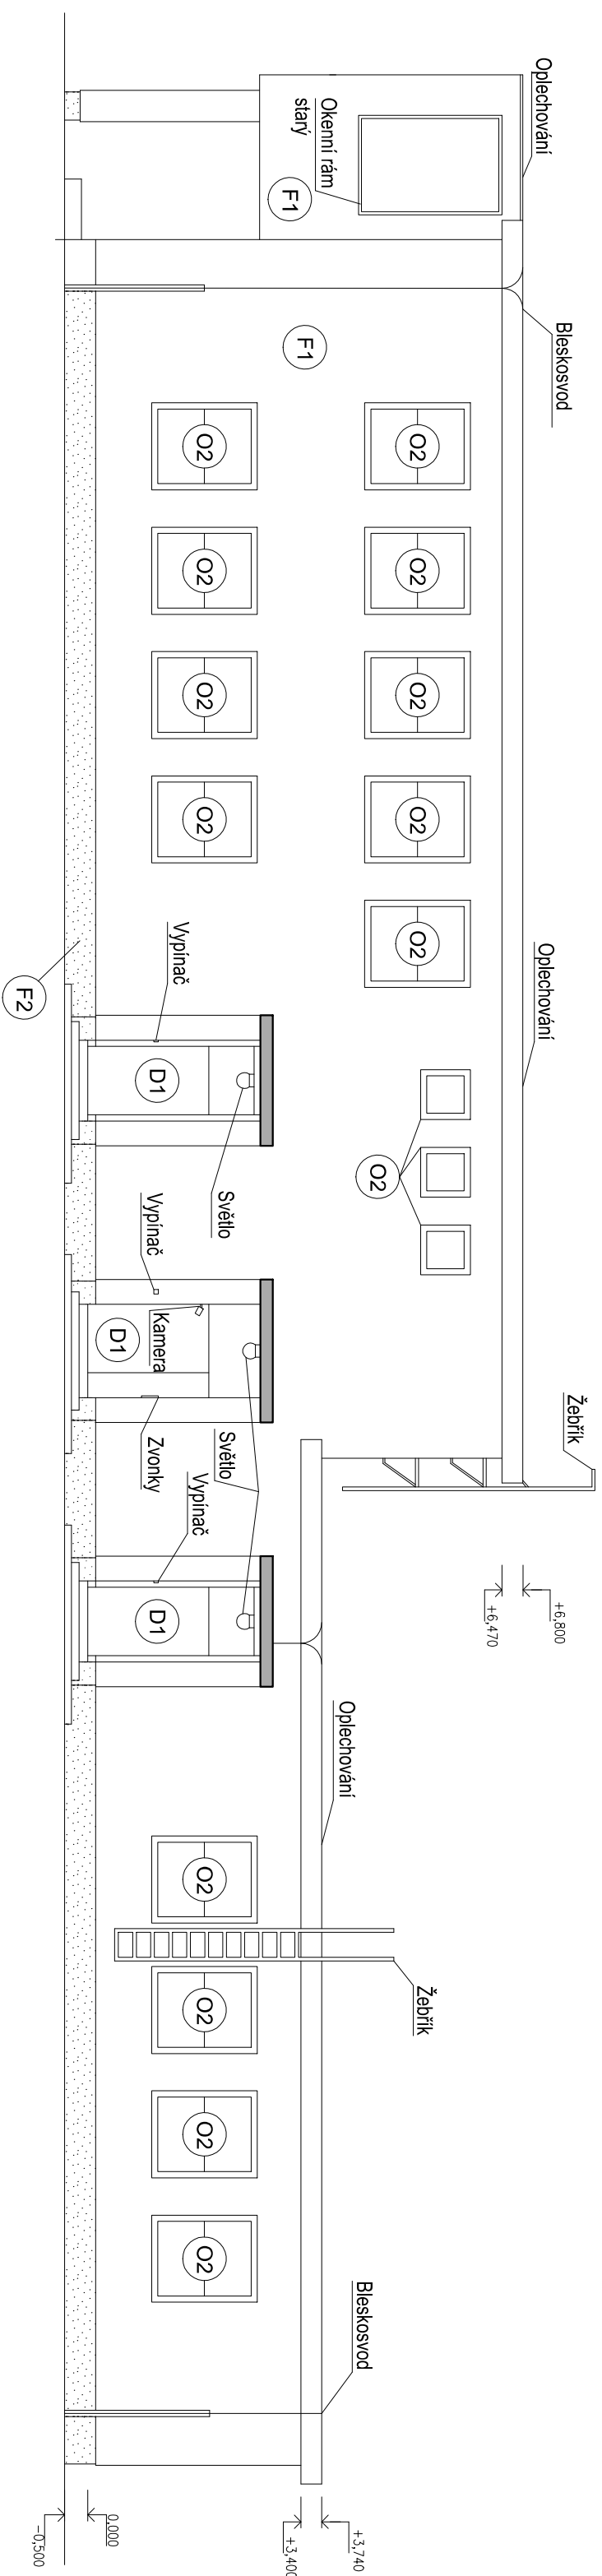 Oplechování
Okenní rám
starý
F1
Bleskosvod
F1
O2
O2
O2
O2
O2
O2
O2
O2
O2
Oplechování
Vypínač
F2
D1
Světlo
O2
Vypínač
Kamera
D1
Zvonky
Světlo
Vypínač
D1
Žebřík
+6,800
+6,470
Oplechování
O2
Žebřík
O2
O2
O2
Bleskosvod
+3,740
+3,400
0,000
-0,500